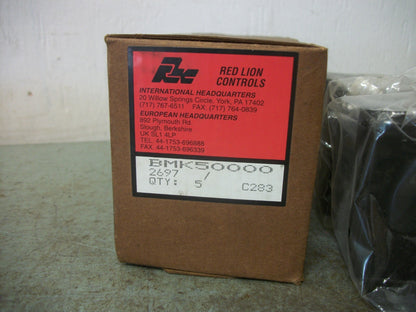 RLC
RED LION
CONTROLS
INTERNATIONAL HEADQUARTERS
20 Willow Springs Circle, York, PA 17402
(717) 767-6511 FAX: (717) 764-0839
EUROPEAN HEADQUARTERS
892 Plymouth Rd.
Slough, Berkshire
UK SL1 4LP
TEL. 44-1753-696888
FAX 44-1753-696339
BMK50000
2697 /
QTY: 5 C283